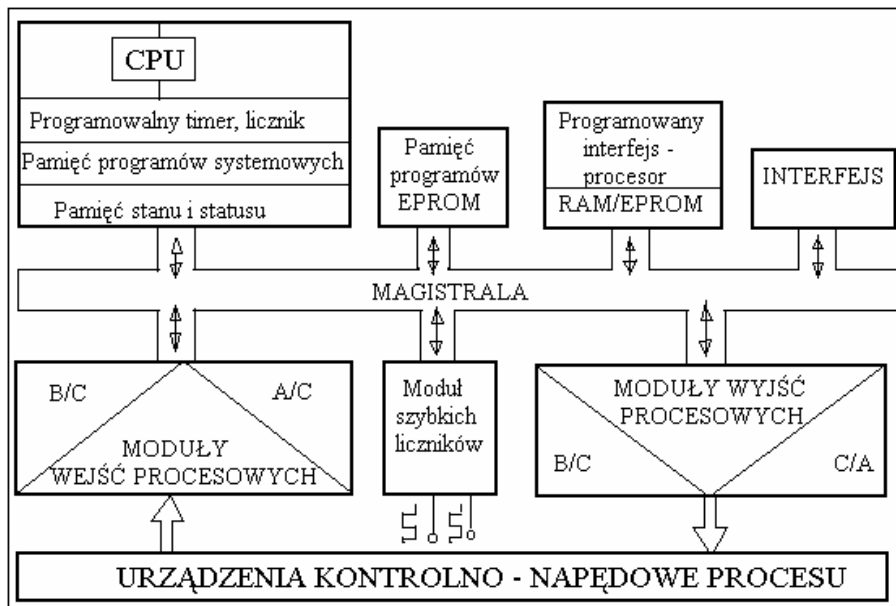 CPU
Programowalny timer, licznik
Pamięć programów systemowych
Pamięć stanu i statusu
Pamięć
programów
EPROM
Programowany
interfejs -
procesor
RAM/EPROM
INTERFEJS
MAGISTRALA
B/C
A/C
MODUŁY
WEJŚĆ PROCESOWYCH
Moduł
szybkich
liczników
MODUŁY WYJŚĆ
PROCESOWYCH
B/C
C/A
URZĄDZENIA KONTROLNO - NAPĘDOWE PROCESU